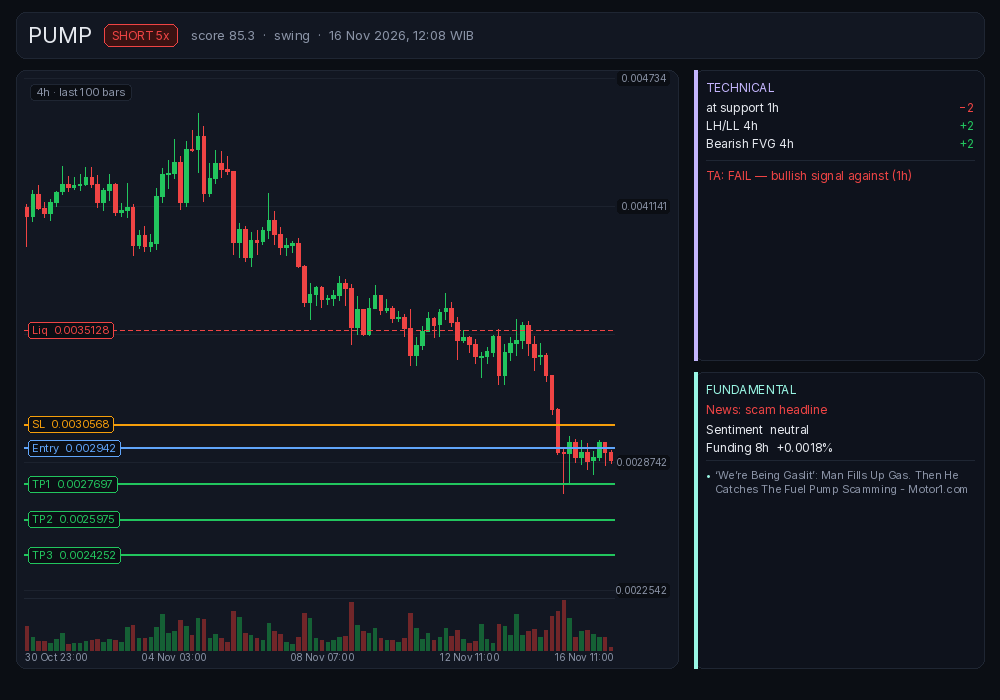 PUMP SHORT 5x score 85.3 · swing · 16 Nov 2026, 12:08 WIB
4h · last 100 bars
0.004734
0.0041141
Liq 0.0035128
SL 0.0030568
Entry 0.002942
0.0028742
TP1 0.0027697
TP2 0.0025975
TP3 0.0024252
0.0022542
30 Oct 23:00 04 Nov 03:00 08 Nov 07:00 12 Nov 11:00 16 Nov 11:00
TECHNICAL
at support 1h −2
LH/LL 4h +2
Bearish FVG 4h +2
TA: FAIL — bullish signal against (1h)
FUNDAMENTAL
News: scam headline
Sentiment neutral
Funding 8h +0.0018%
• ‘We’re Being Gaslit’: Man Fills Up Gas. Then He
Catches The Fuel Pump Scamming - Motor1.com